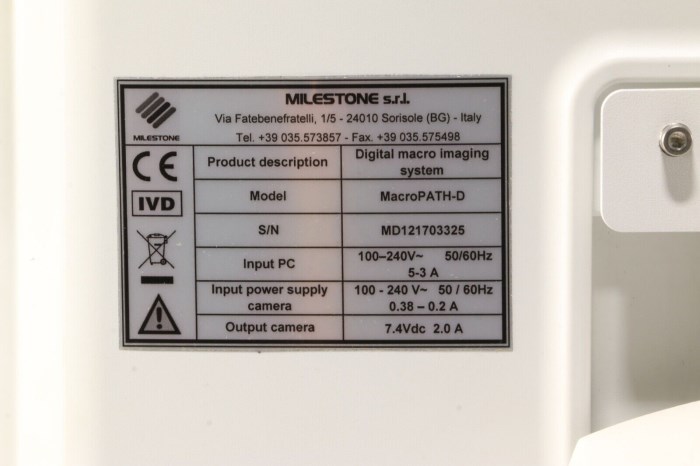 MILESTONE
MILESTONE s.r.l.
Via Fatebenefratelli, 1/5 - 24010 Sorisole (BG) - Italy
Tel. +39 035.573857 - Fax. +39 035.575498
CE
IVD
Product description
Digital macro imaging
system
Model
MacroPATH-D
S/N
MD121703325
Input PC
100–240V~ 50/60Hz
5-3 A
Input power supply
camera
100 - 240 V~ 50 / 60Hz
0.38 – 0.2 A
Output camera
7.4Vdc 2.0 A